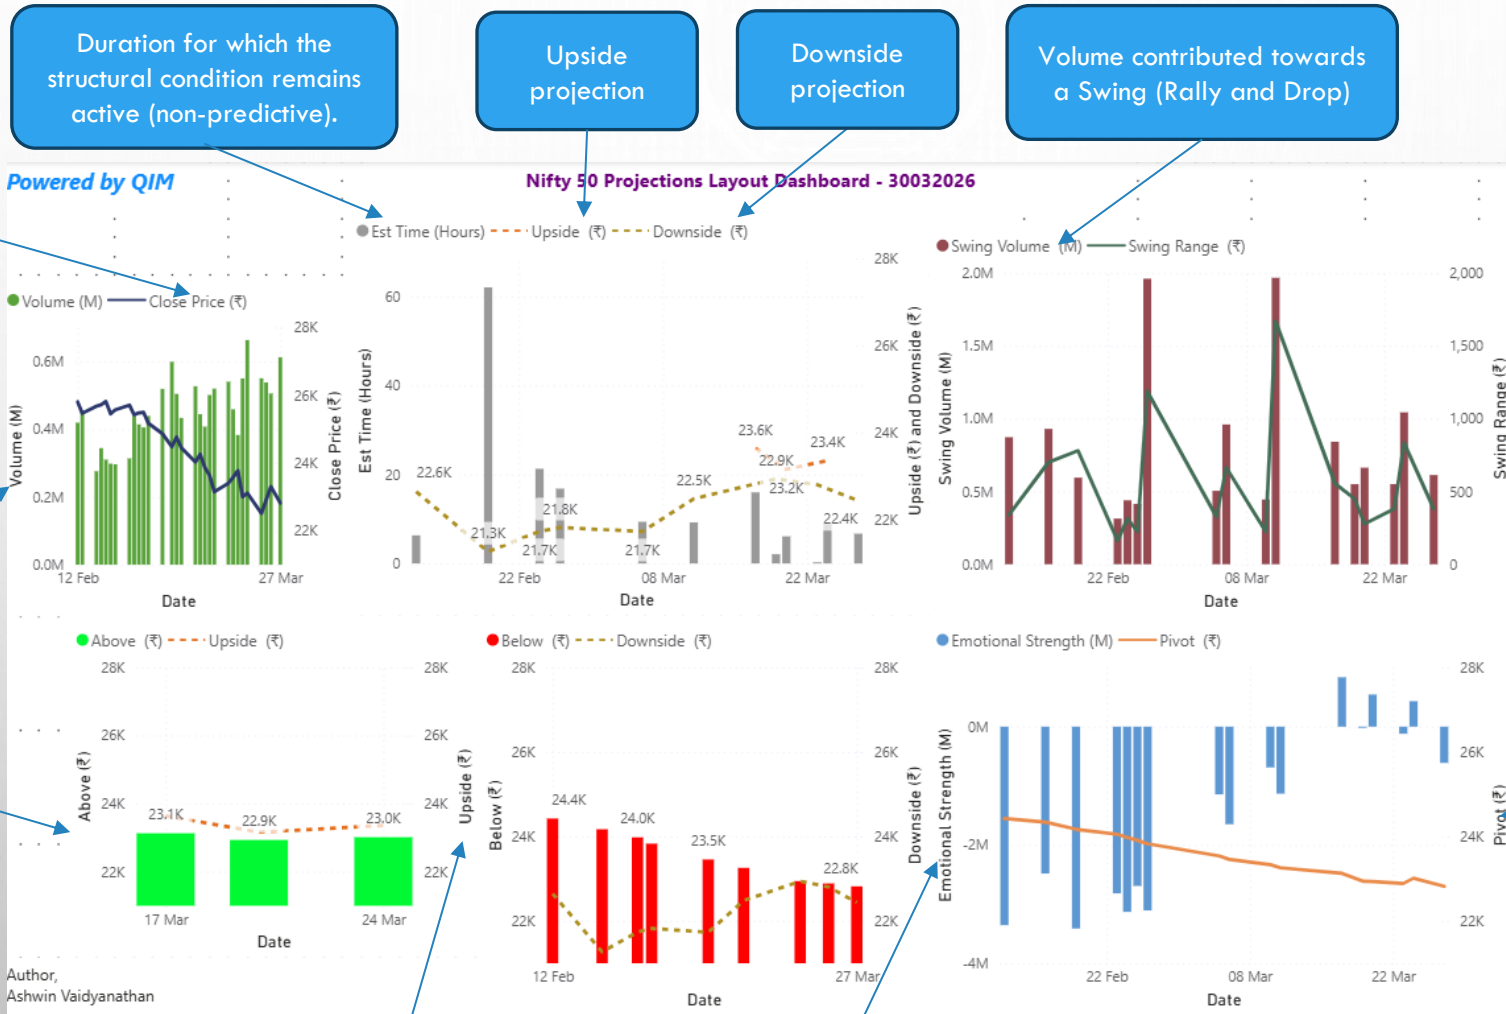 Duration for which the
structural condition remains
active (non-predictive).
Upside
projection
Downside
projection
Volume contributed towards
a Swing (Rally and Drop)
Powered by QIM
Nifty 50 Projections Layout Dashboard - 30032026
Volume (M) Close Price (₹)
0.6M
0.4M
0.2M
0.0M
Volume (M)
28K
26K
24K
22K
Close Price (₹)
12 Feb 27 Mar
Date
Est Time (Hours) Upside (₹) Downside (₹)
60
40
20
0
Est Time (Hours)
22.6K
21.3K
21.7K
21.8K
21.7K
22.5K
23.6K
22.9K
23.2K
23.4K
22.4K
28K
26K
24K
22K
Upside (₹) and Downside (₹)
22 Feb 08 Mar 22 Mar
Date
Swing Volume (M) Swing Range (₹)
2.0M
1.5M
1.0M
0.5M
0.0M
Swing Volume (M)
2,000
1,500
1,000
500
0
Swing Range (₹)
22 Feb 08 Mar 22 Mar
Date
Above (₹) Upside (₹)
28K
26K
24K
22K
Above (₹)
23.1K
22.9K
23.0K
28K
26K
24K
22K
Upside (₹)
17 Mar 24 Mar
Date
Below (₹) Downside (₹)
28K
26K
24K
22K
Below (₹)
24.4K
24.0K
23.5K
22.8K
28K
26K
24K
22K
Downside (₹)
12 Feb 27 Mar
Date
Emotional Strength (M) Pivot (₹)
0M
-2M
-4M
Emotional Strength (M)
28K
26K
24K
22K
Pivot (₹)
22 Feb 08 Mar 22 Mar
Date
Author,
Ashwin Vaidyanathan